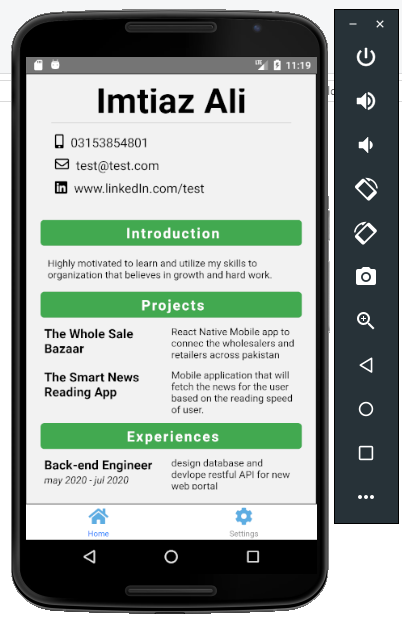 LTE 11:19
Imtiaz Ali
03153854801
test@test.com
in www.linkedIn.com/test
Introduction
Highly motivated to learn and utilize my skills to
organization that believes in growth and hard work.
Projects
The Whole Sale
Bazaar
React Native Mobile app to
connec the wholesalers and
retailers across pakistan
The Smart News
Reading App
Mobile application that will
fetch the news for the user
based on the reading speed
of user.
Experiences
Back-end Engineer
may 2020 - jul 2020
design database and
devlope restful API for new
web portal
Home
Settings